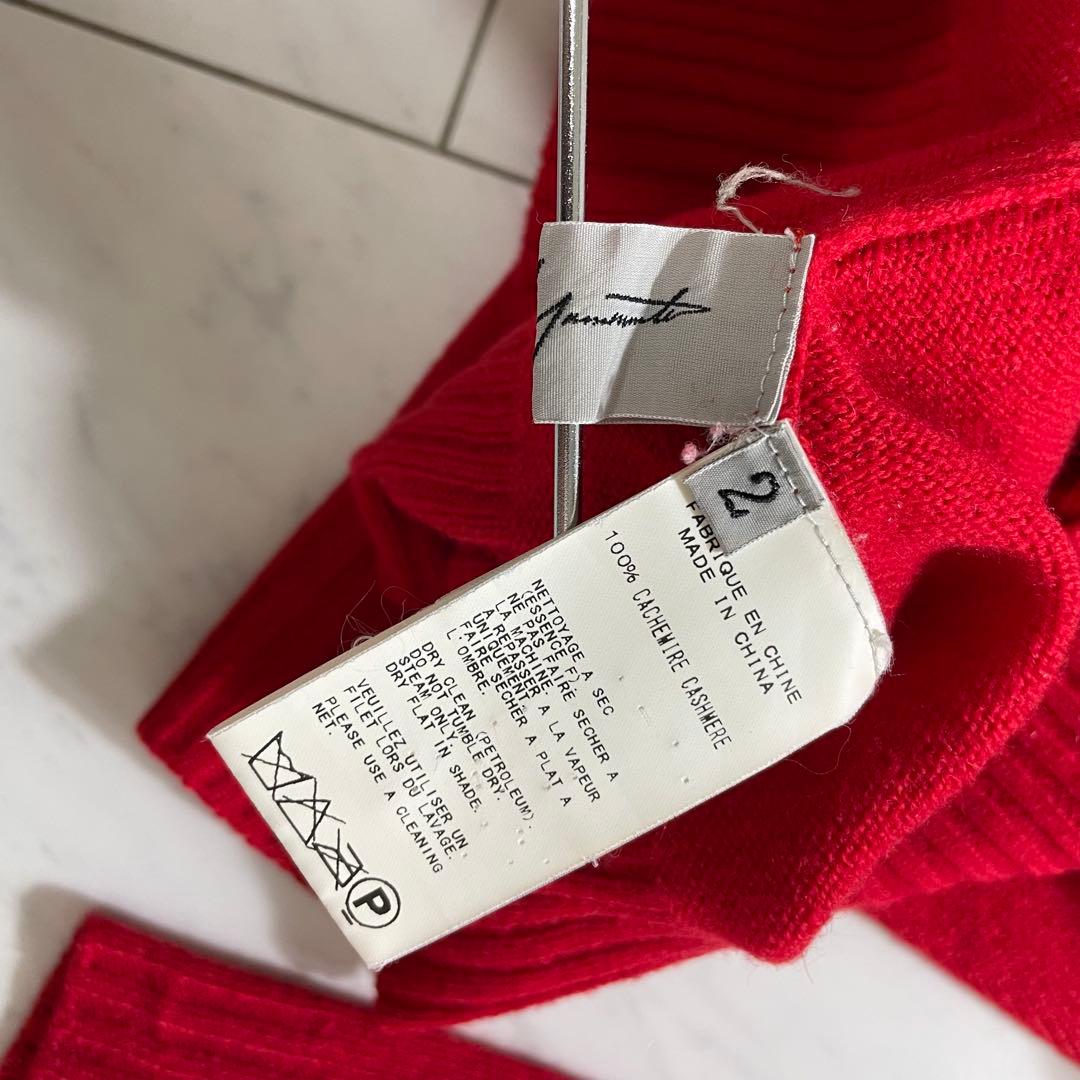 Yamamoto
2
FABRIQUE EN CHINE
MADE IN CHINA
100% CACHEMIRE CASHMERE
NETTOYAGE A SEC
(ESSENCE F).
NE PAS FAIRE SECHER A
LA MACHINE.
A REPASSER A LA VAPEUR
UNIQUEMENT.
FAIRE SECHER A PLAT A
L'OMBRE.
DRY CLEAN (PETROLEUM).
DO NOT TUMBLE DRY.
STEAM ONLY.
DRY FLAT IN SHADE.
VEUILLEZ UTILISER UN
FILET LORS DU LAVAGE.
PLEASE USE A CLEANING
NET.
P